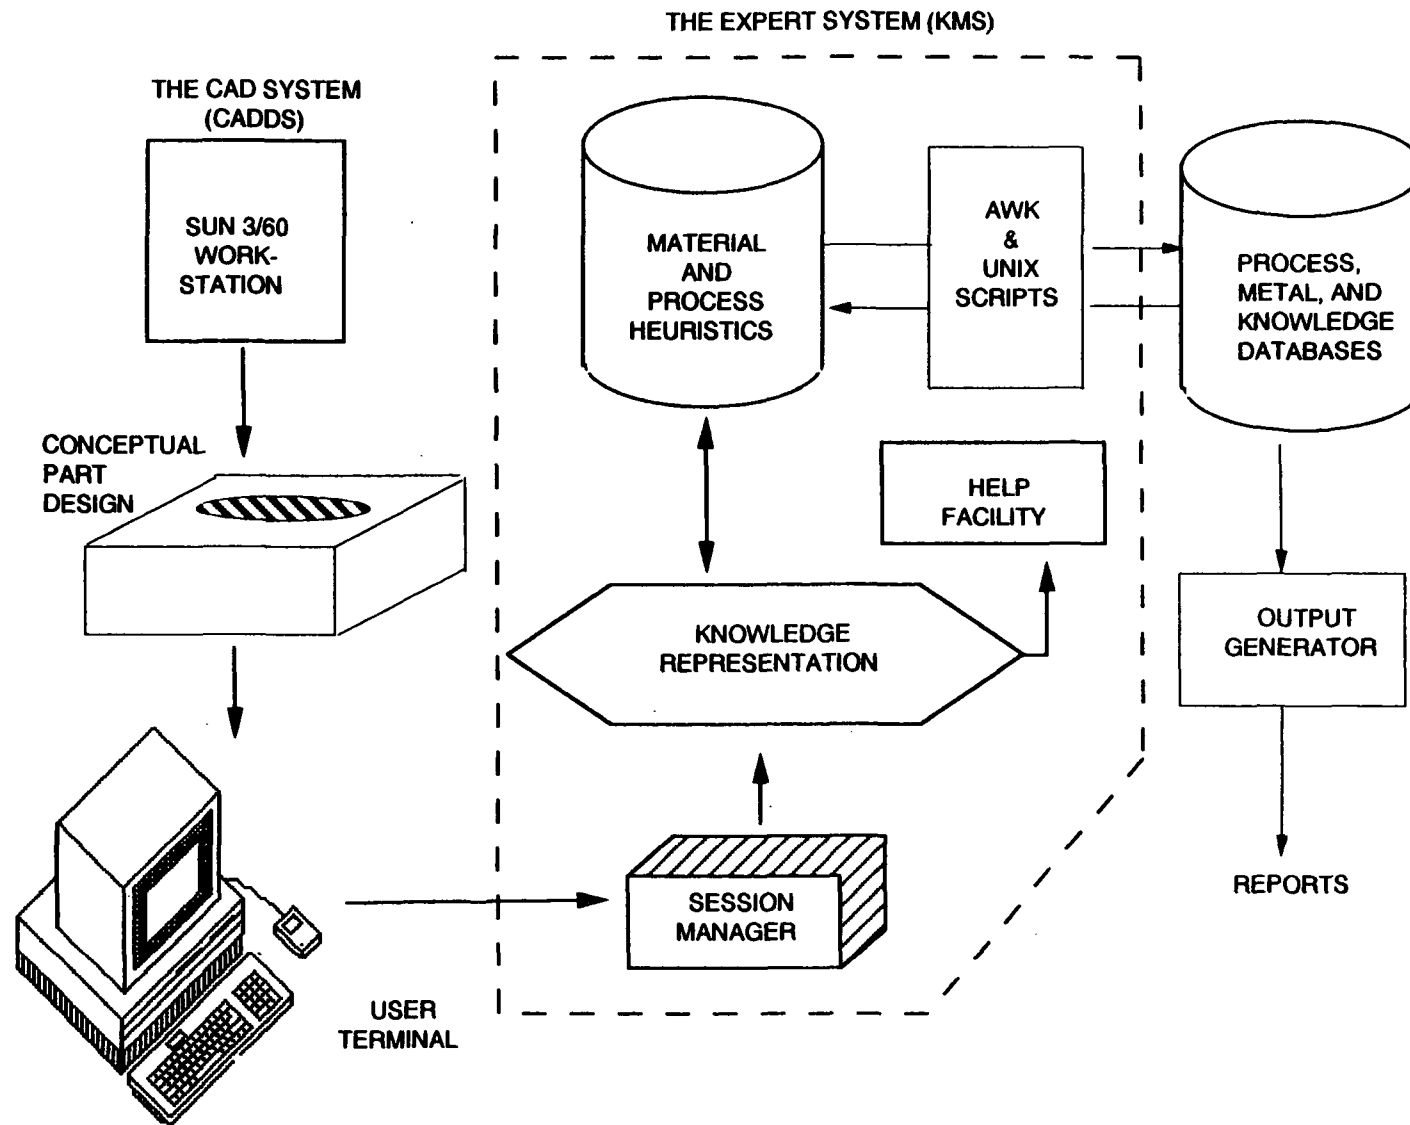 THE EXPERT SYSTEM (KMS)
THE CAD SYSTEM
(CADDS)
SUN 3/60
WORK-
STATION
MATERIAL
AND
PROCESS
HEURISTICS
AWK
&
UNIX
SCRIPTS
PROCESS,
METAL, AND
KNOWLEDGE
DATABASES
CONCEPTUAL
PART
DESIGN
HELP
FACILITY
KNOWLEDGE
REPRESENTATION
OUTPUT
GENERATOR
SESSION
MANAGER
REPORTS
USER
TERMINAL